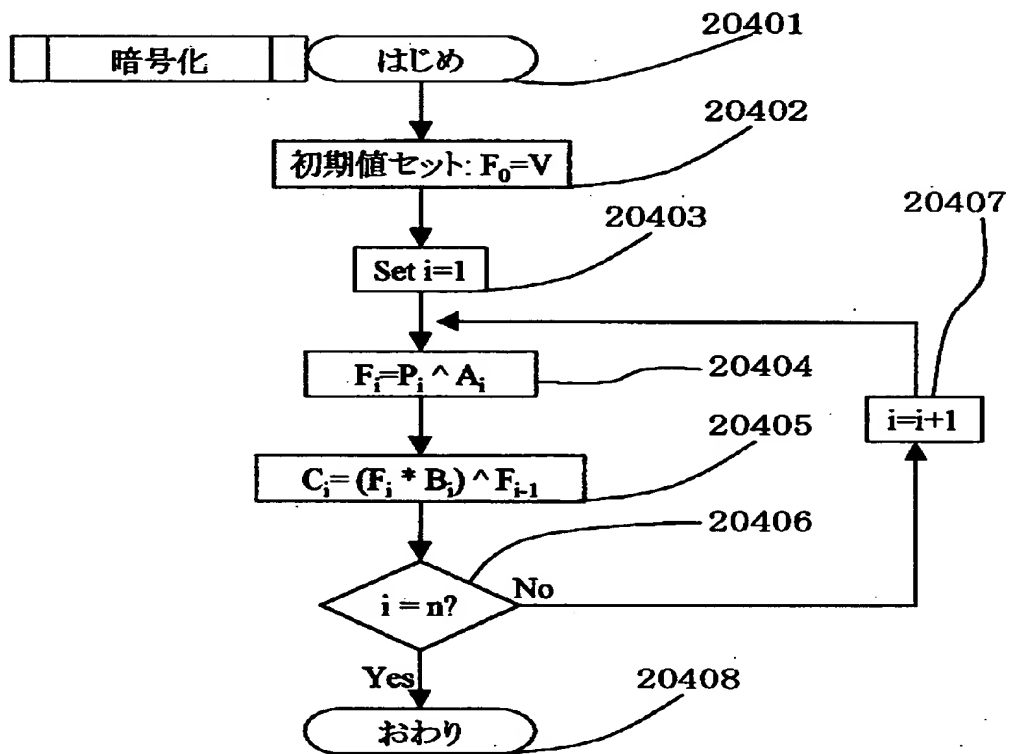 20401
暗号化 はじめ
20402
初期値セット: F₀=V
20403
20407
Set i=1
Fᵢ=Pᵢ ^ Aᵢ
20404
i=i+1
20405
Cᵢ= (Fᵢ * Bᵢ) ^ Fᵢ₋₁
20406
i = n?
No
Yes
20408
おわり